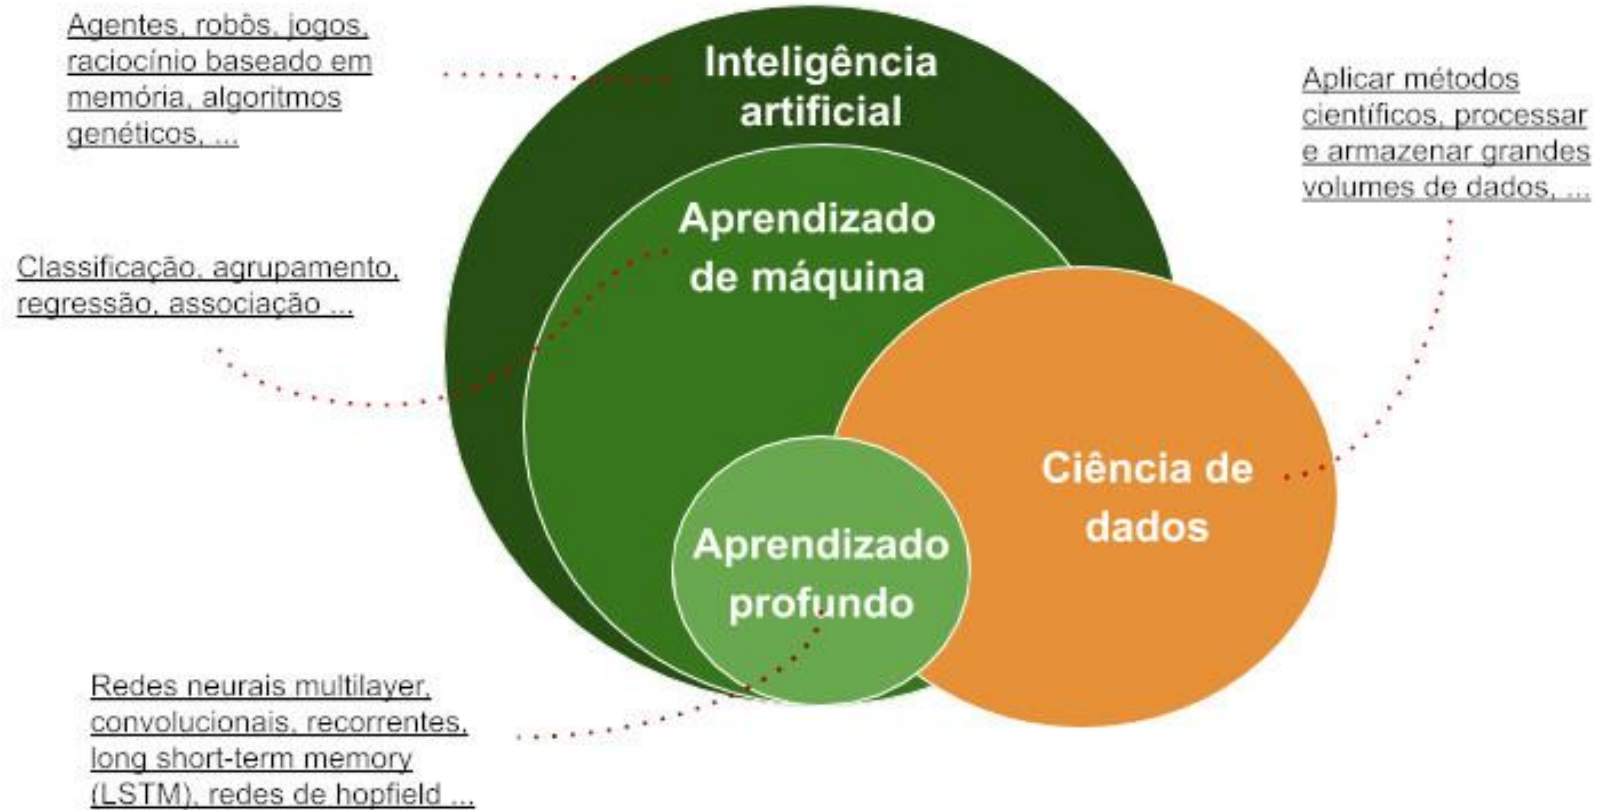 Agentes, robôs, jogos,
raciocínio baseado em
memória, algoritmos
genéticos, ...
Inteligência
artificial
Aplicar métodos
científicos, processar
e armazenar grandes
volumes de dados, ...
Aprendizado
de máquina
Classificação, agrupamento,
regressão, associação ...
Ciência de
dados
Aprendizado
profundo
Redes neurais multilayer,
convolucionais, recorrentes,
long short-term memory
(LSTM), redes de hopfield ...